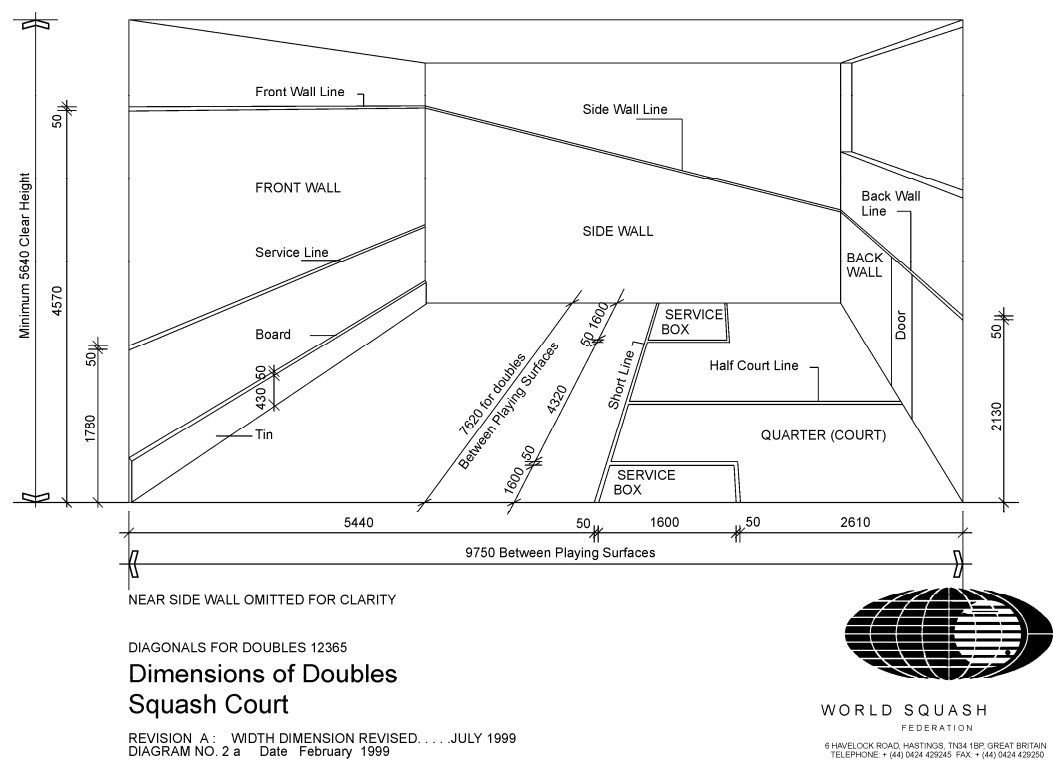 Front Wall Line
Side Wall Line
50
FRONT WALL
Back Wall
Line
Minimum 5640 Clear Height
SIDE WALL
Service Line
BACK
WALL
4570
1600
SERVICE
BOX
Door
50
Board
50
50
Short Line
Half Court Line
7620 for doubles
Between Playing Surfaces
430 50
4320
1780
2130
Tin
QUARTER (COURT)
50
1600
SERVICE
BOX
5440
50
1600
50
2610
9750 Between Playing Surfaces
NEAR SIDE WALL OMITTED FOR CLARITY
DIAGONALS FOR DOUBLES 12365
Dimensions of Doubles
Squash Court
REVISION A : WIDTH DIMENSION REVISED. . . . .JULY 1999
DIAGRAM NO. 2 a Date February 1999
WORLD SQUASH
FEDERATION
6 HAVELOCK ROAD, HASTINGS, TN34 1BP, GREAT BRITAIN
TELEPHONE: + (44) 0424 429245 FAX: + (44) 0424 429250